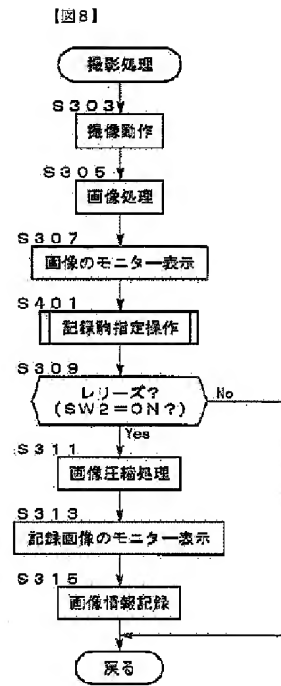 【図8】
撮影処理
S303
撮像動作
S305
画像処理
S307
画像のモニター表示
S401
記録駒指定操作
S309
レリーズ?
(SW2=ON?)
No
Yes
S311
画像圧縮処理
S313
記録画像のモニター表示
S315
画像情報記録
戻る